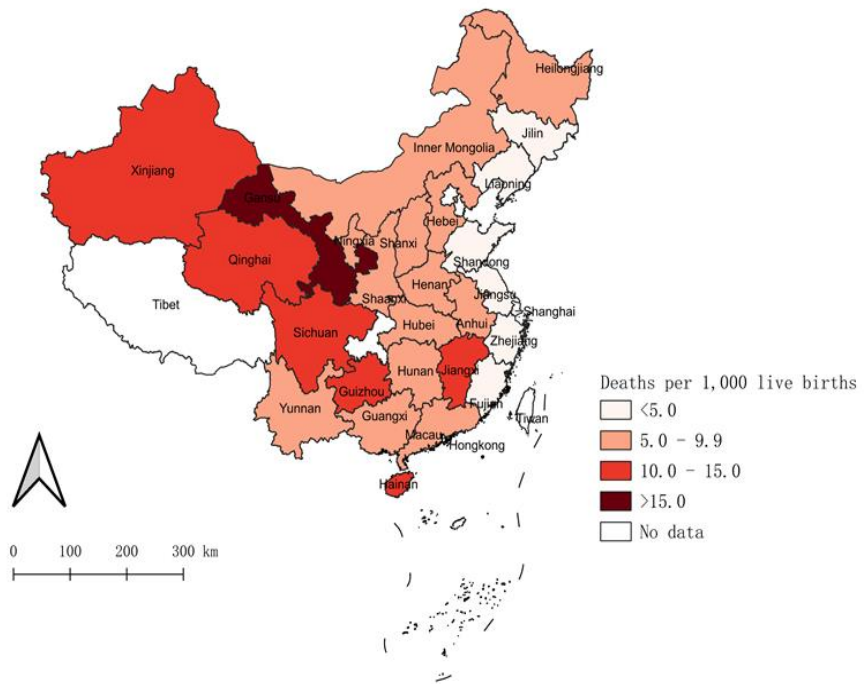 Heilongjiang
Jilin
Inner Mongolia
Liaoning
Xinjiang
Gansu
Hebei
Ningxia
Shanxi
Shandong
Qinghai
Henan
Jiangsu
Shaanxi
Tibet
Shanghai
Hubei
Anhui
Sichuan
Zhejiang
Hunan
Jiangxi
Guizhou
Fujian
Yunnan
Guangxi
Tiwan
Macau
Hongkong
Hainan
Deaths per 1,000 live births
<5.0
5.0 - 9.9
10.0 - 15.0
>15.0
No data
0 100 200 300 km